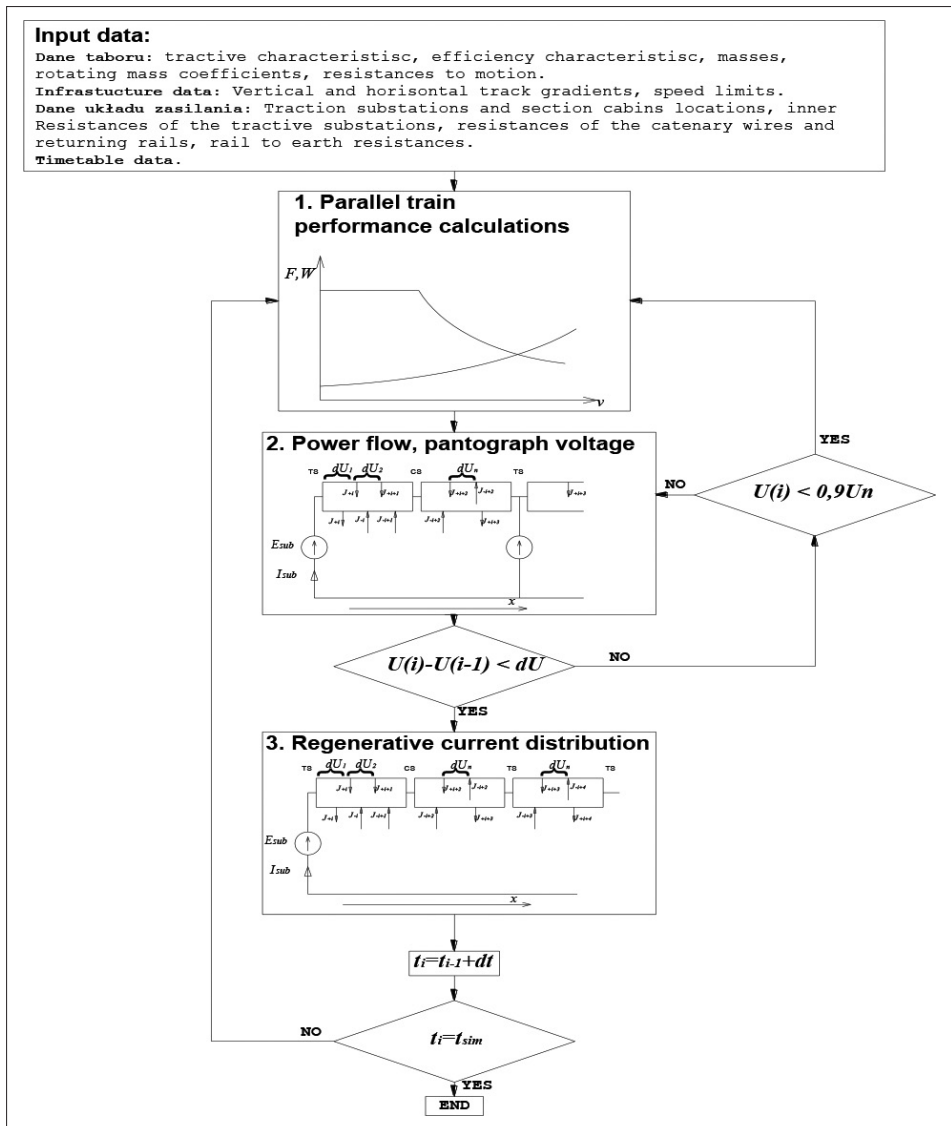 Input data:
Dane taboru: tractive characteristisc, efficiency characteristisc, masses,
rotating mass coefficients, resistances to motion.
Infrastucture data: Vertical and horisontal track gradients, speed limits.
Dane układu zasilania: Traction substations and section cabins locations, inner
Resistances of the tractive substations, resistances of the catenary wires and
returning rails, rail to earth resistances.
Timetable data.
1. Parallel train
performance calculations
F,W
v
2. Power flow, pantograph voltage
TS dU1 dU2 CS dUn TS
Esub
Isub
x
YES
U(i) < 0,9Un
NO
U(i)-U(i-1) < dU
NO
YES
3. Regenerative current distribution
TS dU1 dU2 CS dUn TS dUn TS
Esub
Isub
x
ti=ti-1+dt
NO
ti=tsim
YES
END